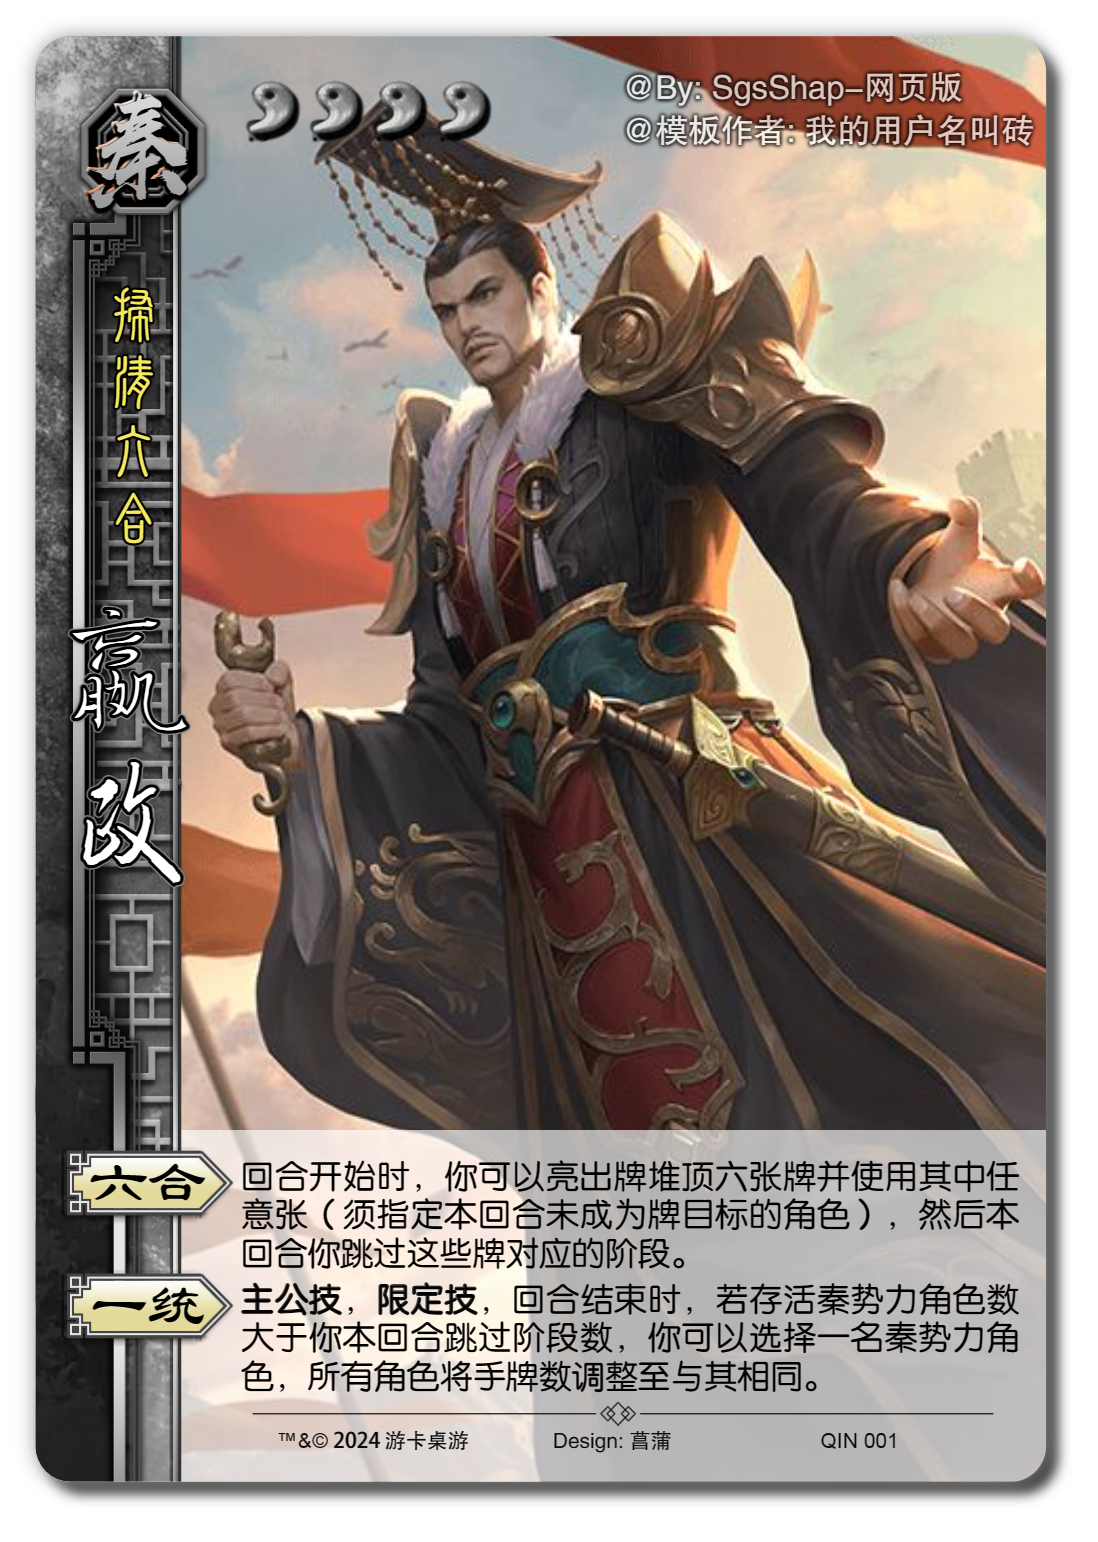 @By: SgsShap-网页版
@模板作者: 我的用户名叫砖
秦
掃清六合
嬴政
六合
回合开始时，你可以亮出牌堆顶六张牌并使用其中任
意张（须指定本回合未成为牌目标的角色），然后本
回合你跳过这些牌对应的阶段。
一统
主公技，限定技，回合结束时，若存活秦势力角色数
大于你本回合跳过阶段数，你可以选择一名秦势力角
色，所有角色将手牌数调整至与其相同。
™&© 2024 游卡桌游 Design: 菖蒲 QIN 001